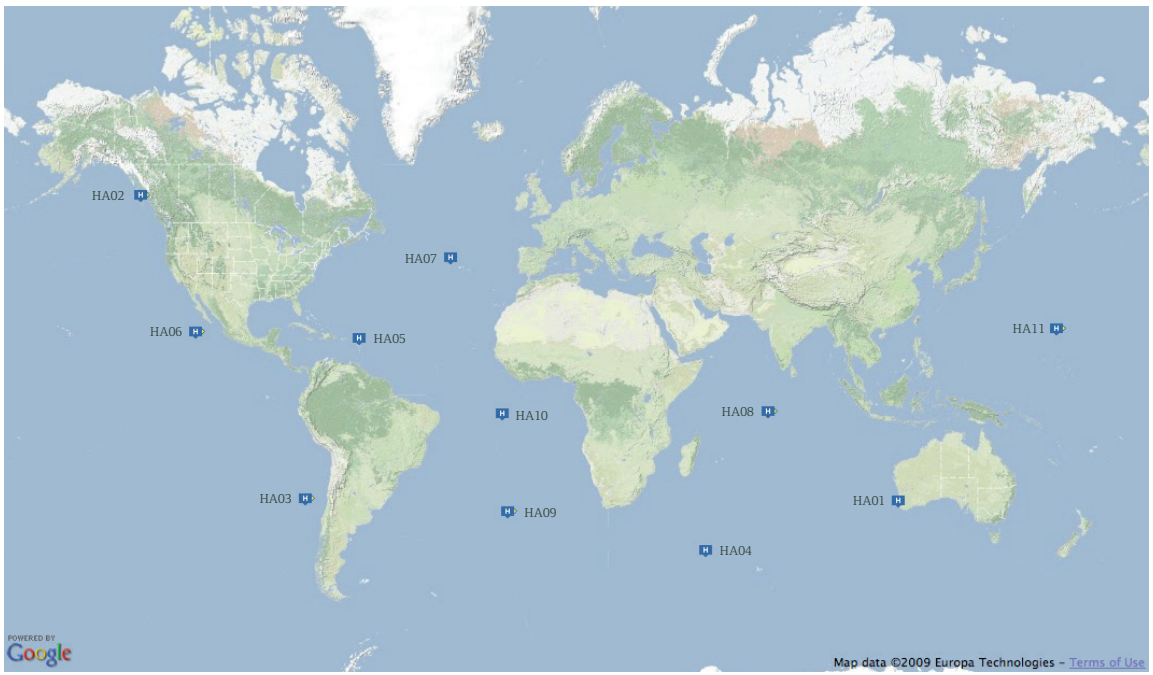 HA02
HA07
HA06
HA05
HA11
HA10
HA08
HA03
HA09
HA01
HA04
H
H
H
H
H
H
H
H
H
H
H
POWERED BY
Google
Map data ©2009 Europa Technologies - Terms of Use